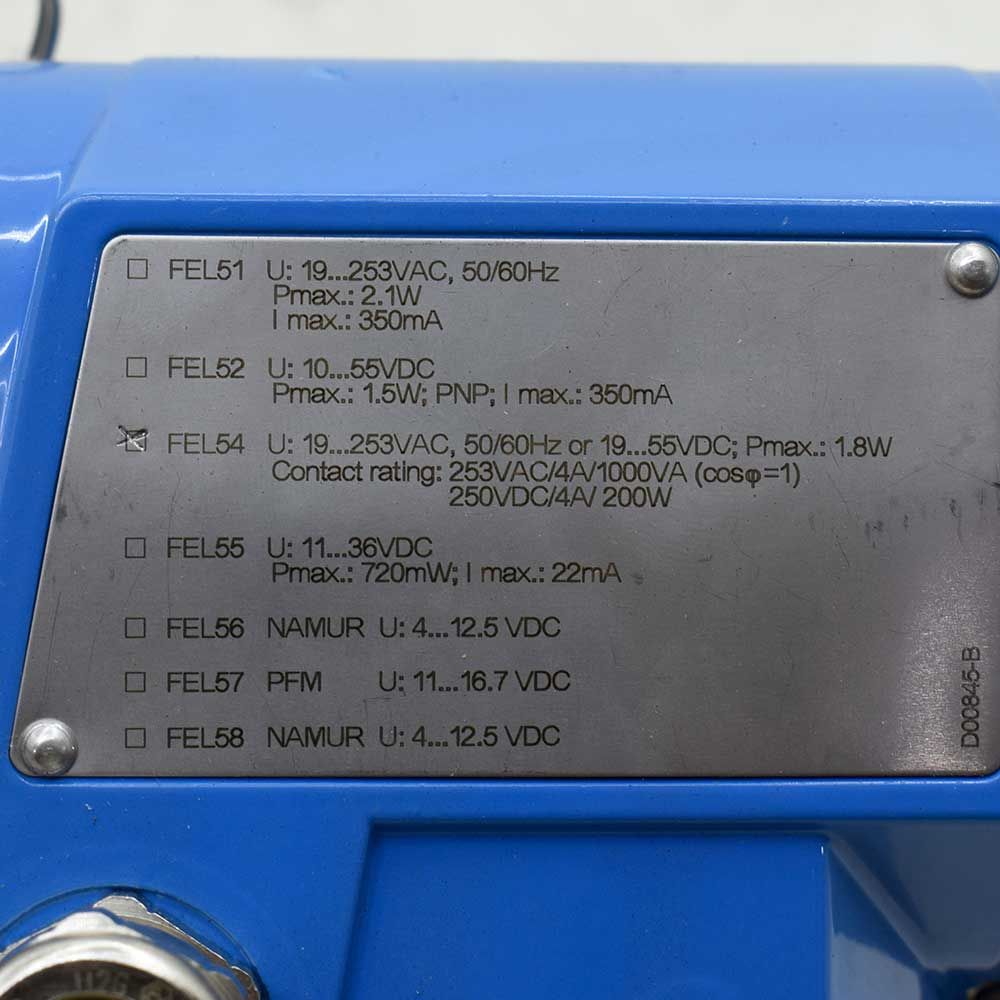 FEL51 U: 19...253VAC, 50/60Hz
Pmax.: 2.1W
I max.: 350mA
FEL52 U: 10...55VDC
Pmax.: 1.5W; PNP; I max.: 350mA
FEL54 U: 19...253VAC, 50/60Hz or 19...55VDC; Pmax.: 1.8W
Contact rating: 253VAC/4A/1000VA (cosφ=1)
250VDC/4A/ 200W
FEL55 U: 11...36VDC
Pmax.: 720mW; I max.: 22mA
FEL56 NAMUR U: 4...12.5 VDC
FEL57 PFM U: 11...16.7 VDC
FEL58 NAMUR U: 4...12.5 VDC
D00845-B